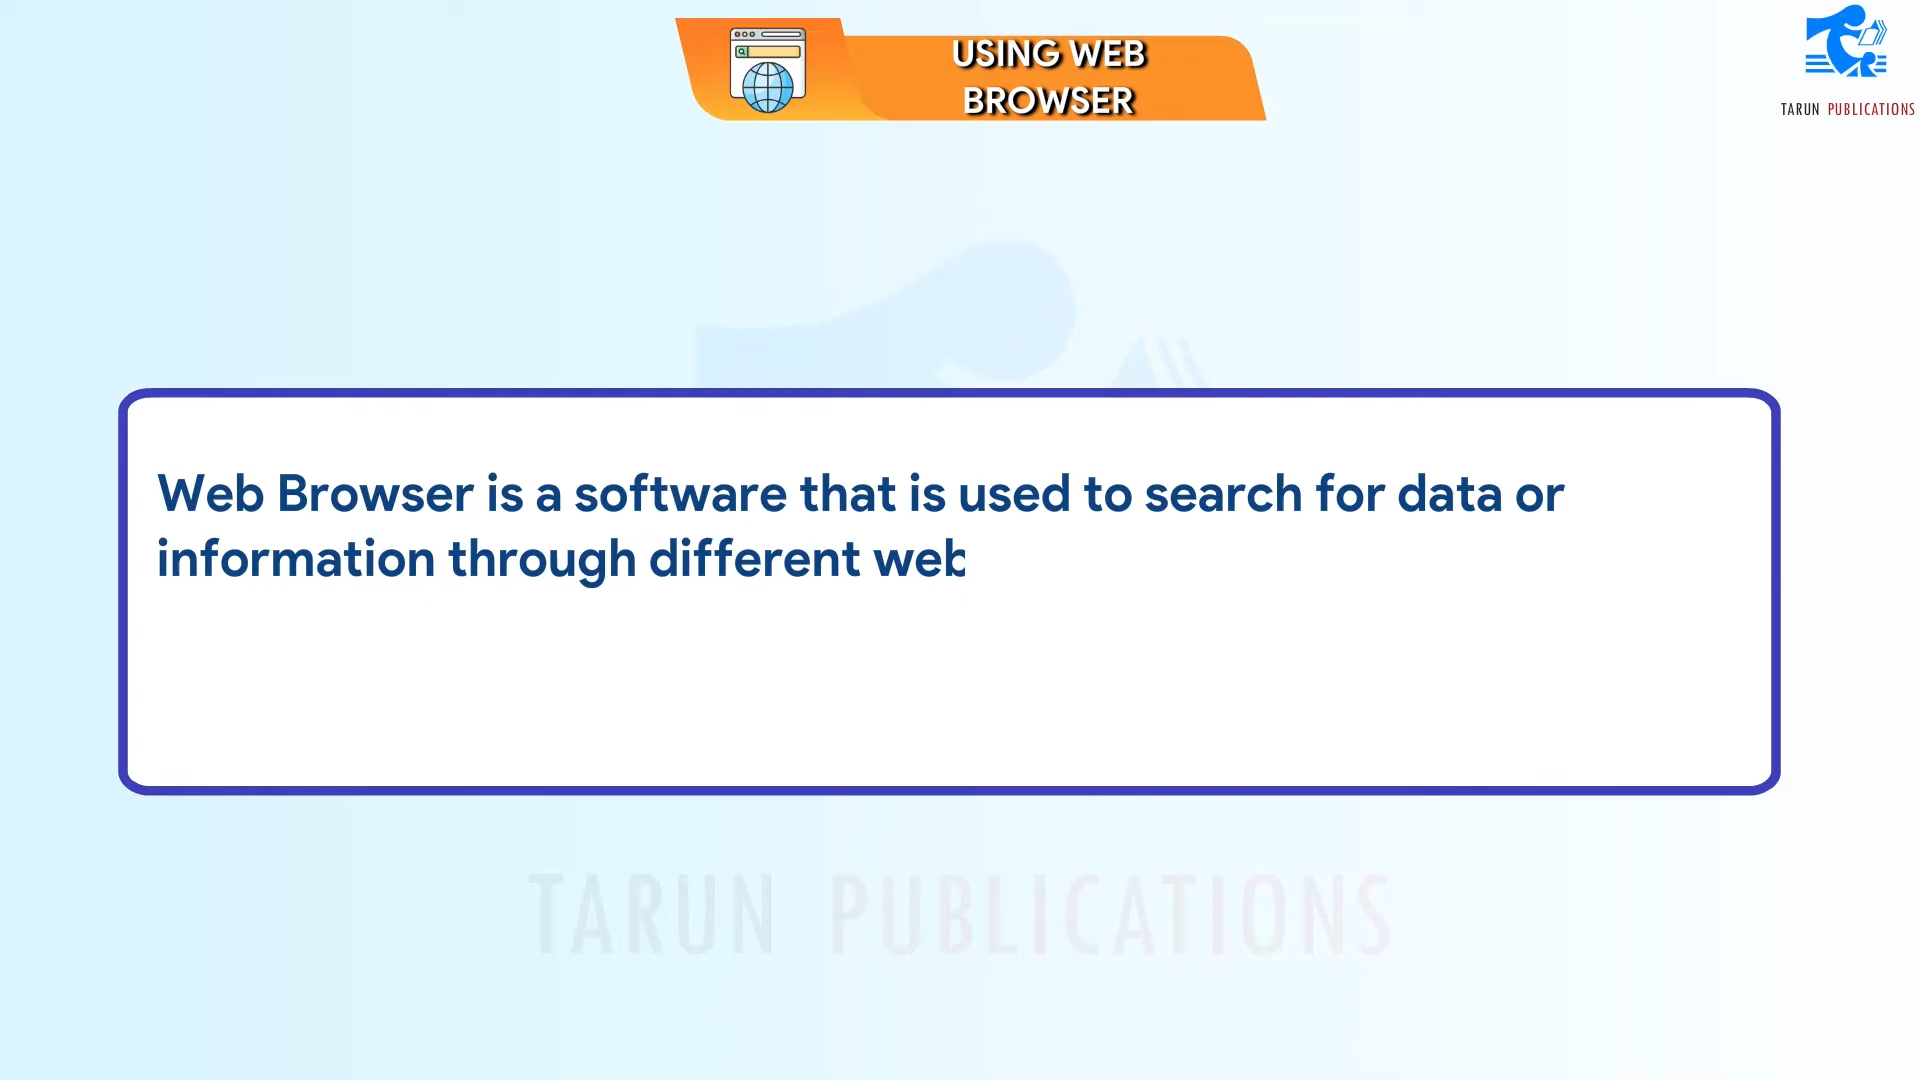 USING WEB
BROWSER
TARUN PUBLICATIONS
Web Browser is a software that is used to search for data or
information through different web
TARUN PUBLICATIONS